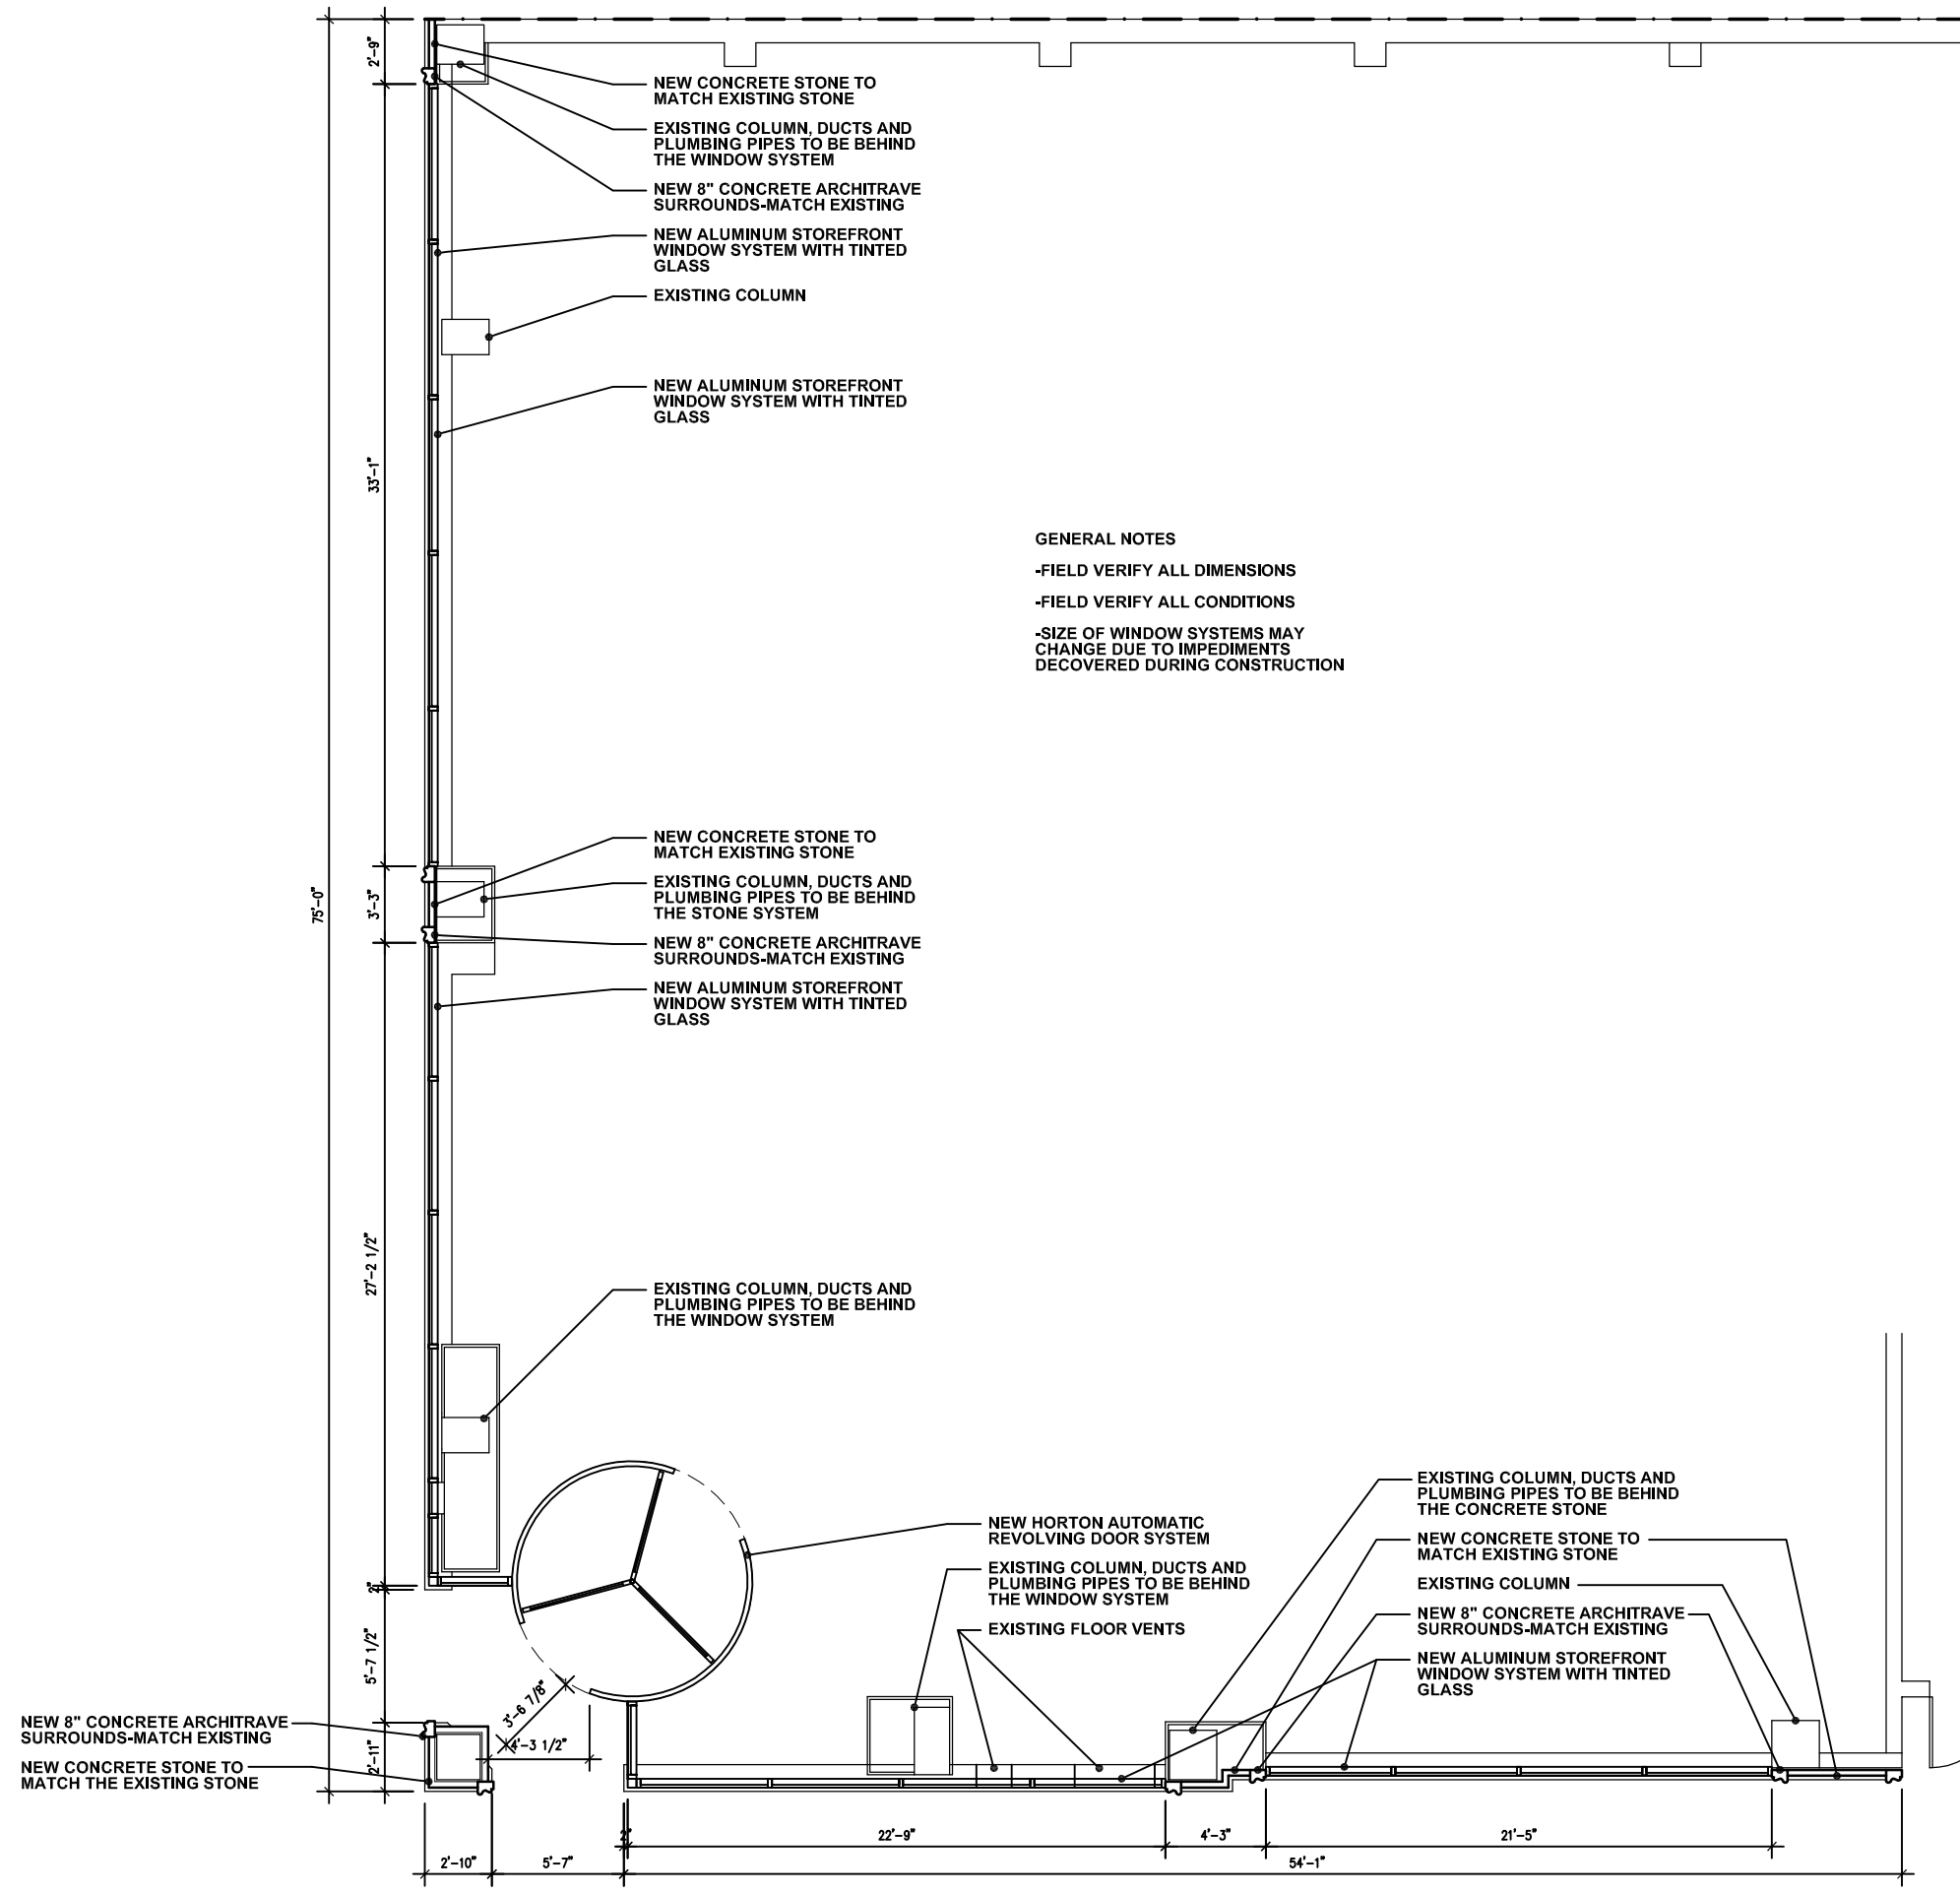 2'-9"
NEW CONCRETE STONE TO
MATCH EXISTING STONE
EXISTING COLUMN, DUCTS AND
PLUMBING PIPES TO BE BEHIND
THE WINDOW SYSTEM
NEW 8" CONCRETE ARCHITRAVE
SURROUNDS-MATCH EXISTING
NEW ALUMINUM STOREFRONT
WINDOW SYSTEM WITH TINTED
GLASS
EXISTING COLUMN
NEW ALUMINUM STOREFRONT
WINDOW SYSTEM WITH TINTED
GLASS
33'-1"
GENERAL NOTES
-FIELD VERIFY ALL DIMENSIONS
-FIELD VERIFY ALL CONDITIONS
-SIZE OF WINDOW SYSTEMS MAY
CHANGE DUE TO IMPEDIMENTS
DECOVERED DURING CONSTRUCTION
75'-0"
3'-3"
NEW CONCRETE STONE TO
MATCH EXISTING STONE
EXISTING COLUMN, DUCTS AND
PLUMBING PIPES TO BE BEHIND
THE STONE SYSTEM
NEW 8" CONCRETE ARCHITRAVE
SURROUNDS-MATCH EXISTING
NEW ALUMINUM STOREFRONT
WINDOW SYSTEM WITH TINTED
GLASS
27'-2 1/2"
EXISTING COLUMN, DUCTS AND
PLUMBING PIPES TO BE BEHIND
THE WINDOW SYSTEM
2"
5'-7 1/2"
2'-11"
3'-6 7/8"
4'-3 1/2"
NEW 8" CONCRETE ARCHITRAVE
SURROUNDS-MATCH EXISTING
NEW CONCRETE STONE TO
MATCH THE EXISTING STONE
NEW HORTON AUTOMATIC
REVOLVING DOOR SYSTEM
EXISTING COLUMN, DUCTS AND
PLUMBING PIPES TO BE BEHIND
THE WINDOW SYSTEM
EXISTING FLOOR VENTS
EXISTING COLUMN, DUCTS AND
PLUMBING PIPES TO BE BEHIND
THE CONCRETE STONE
NEW CONCRETE STONE TO
MATCH EXISTING STONE
EXISTING COLUMN
NEW 8" CONCRETE ARCHITRAVE
SURROUNDS-MATCH EXISTING
NEW ALUMINUM STOREFRONT
WINDOW SYSTEM WITH TINTED
GLASS
2"
22'-9"
4'-3"
21'-5"
2'-10"
5'-7"
54'-1"